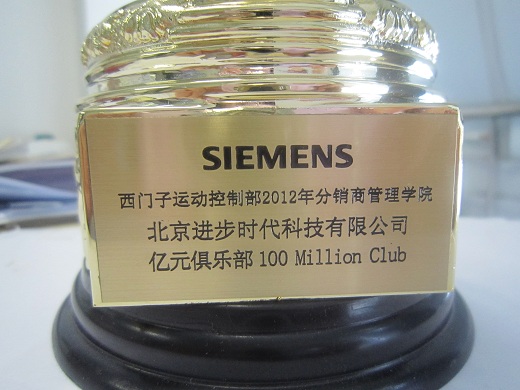 SIEMENS
西门子运动控制部2012年分销商管理学院
北京进步时代科技有限公司
亿元俱乐部 100 Million Club